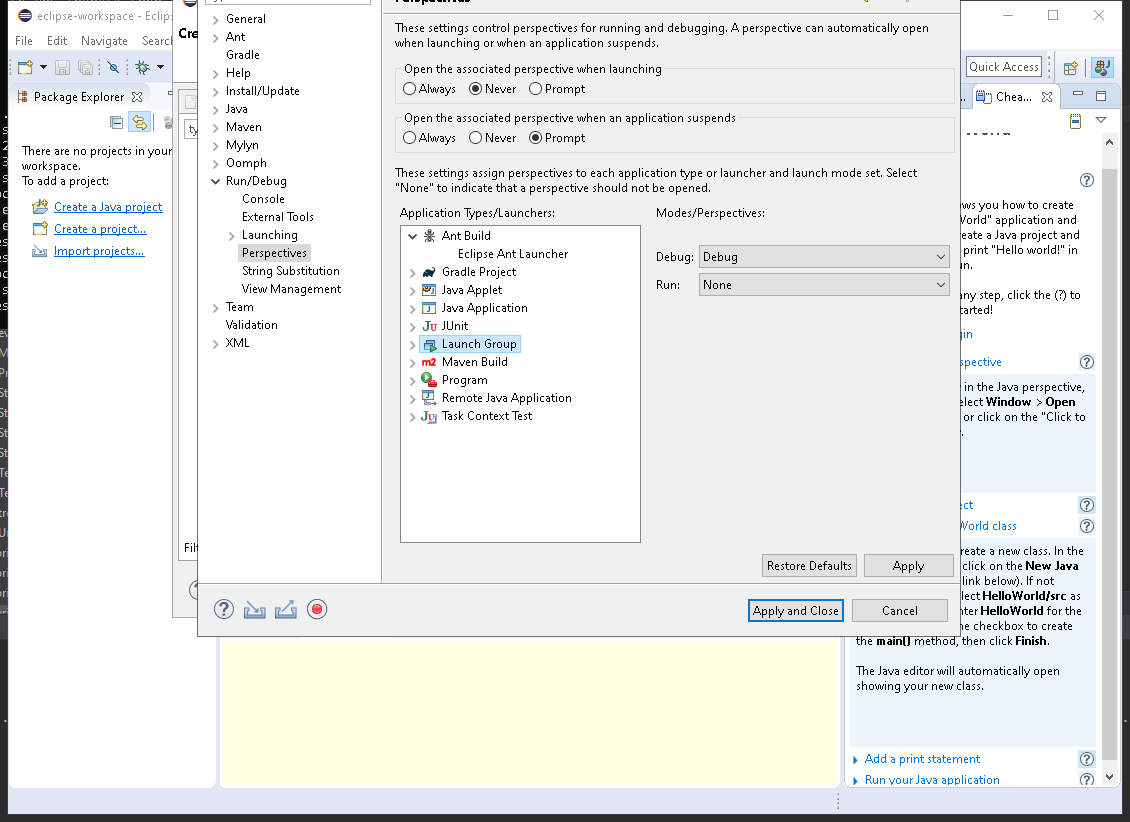 eclipse-workspace - Eclips
File Edit Navigate Search
Quick Access
Package Explorer
There are no projects in your
workspace.
To add a project:
Create a Java project
Create a project...
Import projects...
Cre
ty
Filt
General
Ant
Gradle
Help
Install/Update
Java
Maven
Mylyn
Oomph
Run/Debug
Console
External Tools
Launching
Perspectives
String Substitution
View Management
Team
Validation
XML
Perspectives
These settings control perspectives for running and debugging. A perspective can automatically open
when launching or when an application suspends.
Open the associated perspective when launching
Always Never Prompt
Open the associated perspective when an application suspends
Always Never Prompt
These settings assign perspectives to each application type or launcher and launch mode set. Select
"None" to indicate that a perspective should not be opened.
Application Types/Launchers:
Ant Build
Eclipse Ant Launcher
Gradle Project
Java Applet
Java Application
JUnit
Launch Group
Maven Build
Program
Remote Java Application
Task Context Test
Modes/Perspectives:
Debug: Debug
Run: None
Restore Defaults Apply
Apply and Close Cancel
Chea...
ws you how to create
World" application and
eate a Java project and
print "Hello world!" in
n.
any step, click the (?) to
tarted!
gin
spective
in the Java perspective,
elect Window > Open
or click on the "Click to
ect
World class
reate a new class. In the
click on the New Java
link below). If not
lect HelloWorld/src as
nter HelloWorld for the
he checkbox to create
the main() method, then click Finish.
The Java editor will automatically open
showing your new class.
Add a print statement
Run your Java application